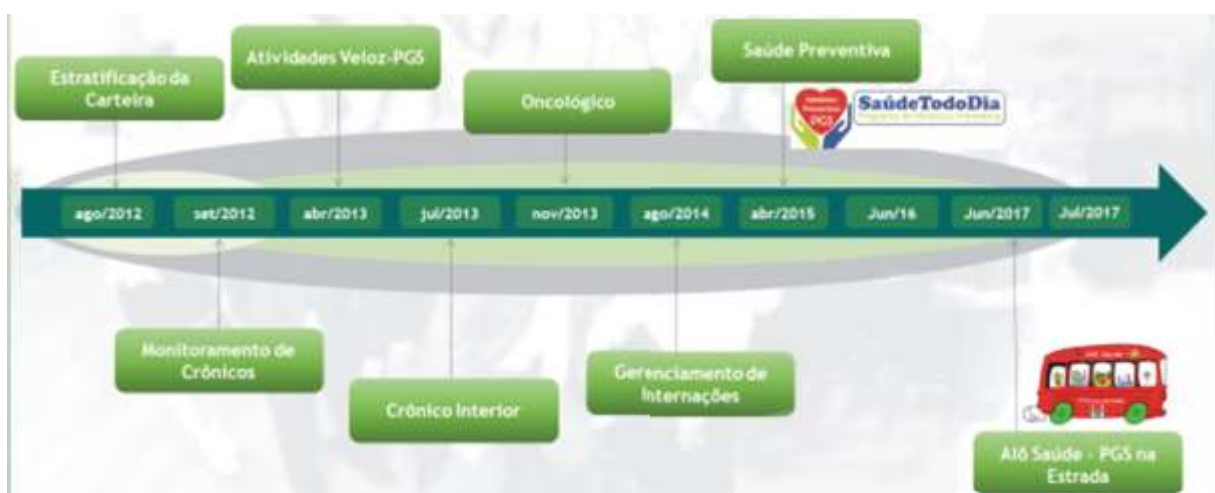 Saúde Preventiva
Atividades Veloz-PGS
Estratificação da
Carteira
Oncológico
PGS
SaúdeTodoDia
ago/2012
set/2012
abr/2013
jul/2013
nov/2013
ago/2014
abr/2015
Jun/16
Jun/2017
Jul/2017
Monitoramento de
Crônicos
Gerenciamento de
Internações
Crônico Interior
Alô Saúde - PGS na
Estrada